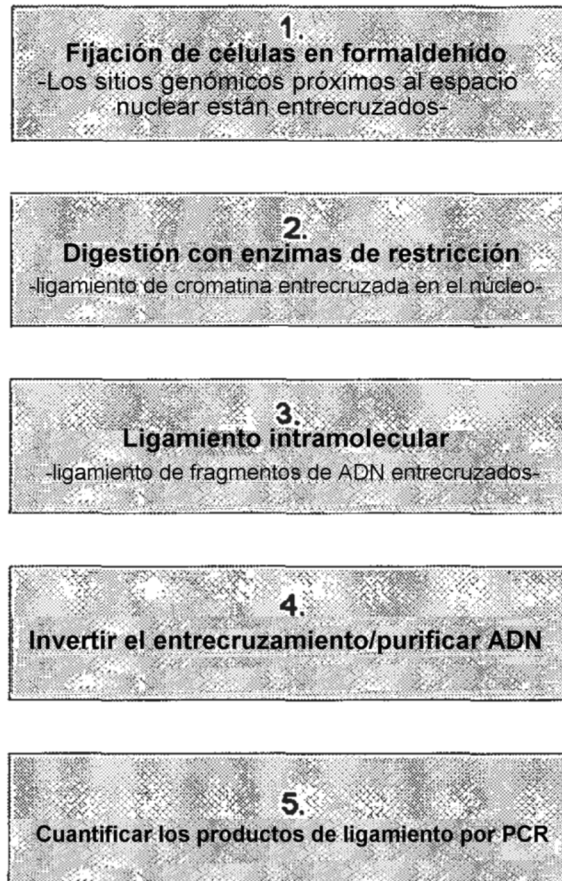 1.
Fijación de células en formaldehído
-Los sitios genómicos próximos al espacio
nuclear están entrecruzados-
2.
Digestión con enzimas de restricción
-ligamiento de cromatina entrecruzada en el núcleo-
3.
Ligamiento intramolecular
-ligamiento de fragmentos de ADN entrecruzados-
4.
Invertir el entrecruzamiento/purificar ADN
5.
Cuantificar los productos de ligamiento por PCR